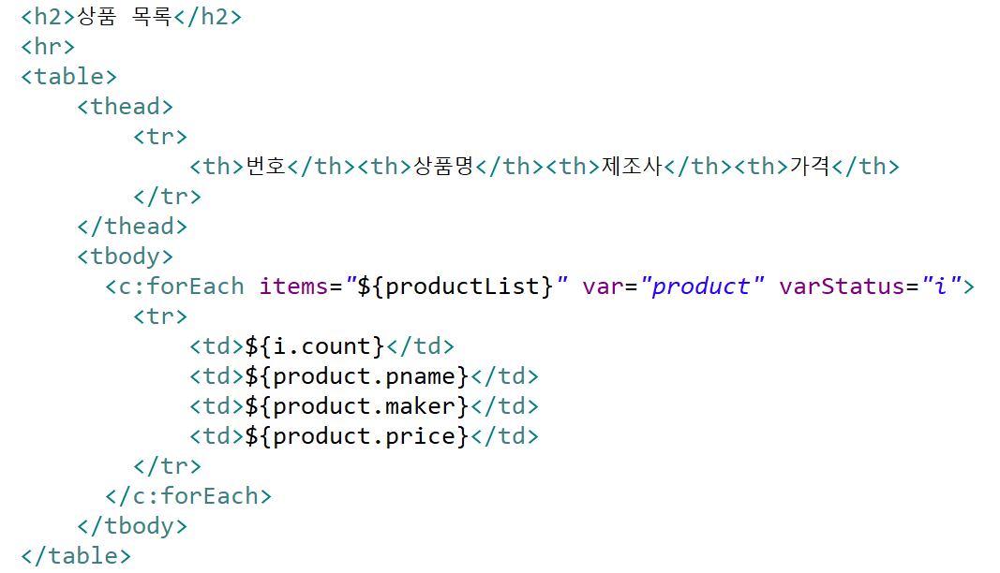 <h2>상품 목록</h2>
<hr>
<table>
    <thead>
        <tr>
            <th>번호</th><th>상품명</th><th>제조사</th><th>가격</th>
        </tr>
    </thead>
    <tbody>
      <c:forEach items="${productList}" var="product" varStatus="i">
        <tr>
            <td>${i.count}</td>
            <td>${product.pname}</td>
            <td>${product.maker}</td>
            <td>${product.price}</td>
        </tr>
      </c:forEach>
    </tbody>
</table>